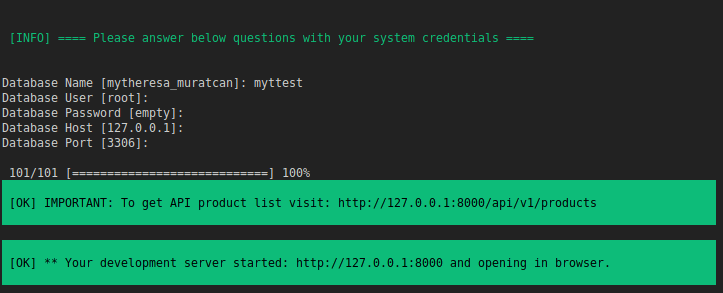 [INFO] ==== Please answer below questions with your system credentials ====
Database Name [mytheresa_muratcan]: myttest
Database User [root]:
Database Password [empty]:
Database Host [127.0.0.1]:
Database Port [3306]:
101/101 [============================] 100%
[OK] IMPORTANT: To get API product list visit: http://127.0.0.1:8000/api/v1/products
[OK] ** Your development server started: http://127.0.0.1:8000 and opening in browser.